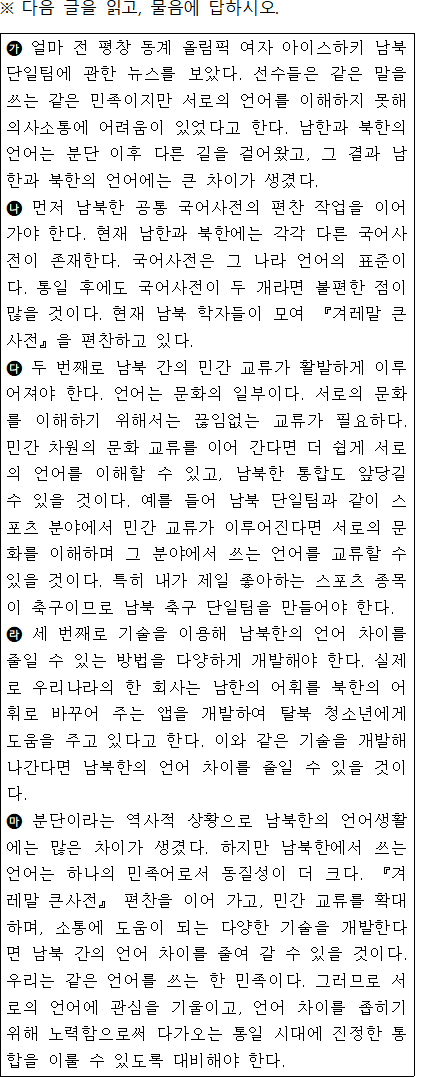 ※ 다음 글을 읽고, 물음에 답하시오.
㉮ 얼마 전 평창 동계 올림픽 여자 아이스하키 남북
단일팀에 관한 뉴스를 보았다. 선수들은 같은 말을
쓰는 같은 민족이지만 서로의 언어를 이해하지 못해
의사소통에 어려움이 있었다고 한다. 남한과 북한의
언어는 분단 이후 다른 길을 걸어왔고, 그 결과 남
한과 북한의 언어에는 큰 차이가 생겼다.
㉯ 먼저 남북한 공통 국어사전의 편찬 작업을 이어
가야 한다. 현재 남한과 북한에는 각각 다른 국어사
전이 존재한다. 국어사전은 그 나라 언어의 표준이
다. 통일 후에도 국어사전이 두 개라면 불편한 점이
많을 것이다. 현재 남북 학자들이 모여 『겨레말 큰
사전』을 편찬하고 있다.
㉰ 두 번째로 남북 간의 민간 교류가 활발하게 이루
어져야 한다. 언어는 문화의 일부이다. 서로의 문화
를 이해하기 위해서는 끊임없는 교류가 필요하다.
민간 차원의 문화 교류를 이어 간다면 더 쉽게 서로
의 언어를 이해할 수 있고, 남북한 통합도 앞당길
수 있을 것이다. 예를 들어 남북 단일팀과 같이 스
포츠 분야에서 민간 교류가 이루어진다면 서로의 문
화를 이해하며 그 분야에서 쓰는 언어를 교류할 수
있을 것이다. 특히 내가 제일 좋아하는 스포츠 종목
이 축구이므로 남북 축구 단일팀을 만들어야 한다.
㉱ 세 번째로 기술을 이용해 남북한의 언어 차이를
줄일 수 있는 방법을 다양하게 개발해야 한다. 실제
로 우리나라의 한 회사는 남한의 어휘를 북한의 어
휘로 바꾸어 주는 앱을 개발하여 탈북 청소년에게
도움을 주고 있다고 한다. 이와 같은 기술을 개발해
나간다면 남북한의 언어 차이를 줄일 수 있을 것이
다.
㉲ 분단이라는 역사적 상황으로 남북한의 언어생활
에는 많은 차이가 생겼다. 하지만 남북한에서 쓰는
언어는 하나의 민족어로서 동질성이 더 크다. 『겨
레말 큰사전』 편찬을 이어 가고, 민간 교류를 확대
하며, 소통에 도움이 되는 다양한 기술을 개발한다
면 남북 간의 언어 차이를 줄여 갈 수 있을 것이다.
우리는 같은 언어를 쓰는 한 민족이다. 그러므로 서
로의 언어에 관심을 기울이고, 언어 차이를 좁히기
위해 노력함으로써 다가오는 통일 시대에 진정한 통
합을 이룰 수 있도록 대비해야 한다.